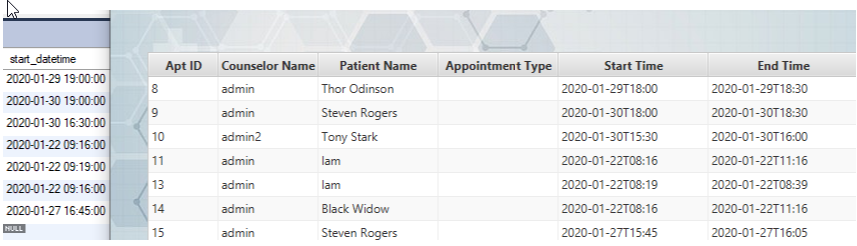 start_datetime
2020-01-29 19:00:00
2020-01-30 19:00:00
2020-01-30 16:30:00
2020-01-22 09:16:00
2020-01-22 09:19:00
2020-01-22 09:16:00
2020-01-27 16:45:00
NULL
Apt ID Counselor Name Patient Name Appointment Type Start Time End Time
8 admin Thor Odinson 2020-01-29T18:00 2020-01-29T18:30
9 admin Steven Rogers 2020-01-30T18:00 2020-01-30T18:30
10 admin2 Tony Stark 2020-01-30T15:30 2020-01-30T16:00
11 admin Iam 2020-01-22T08:16 2020-01-22T11:16
13 admin Iam 2020-01-22T08:19 2020-01-22T08:39
14 admin Black Widow 2020-01-22T08:16 2020-01-22T11:16
15 admin Steven Rogers 2020-01-27T15:45 2020-01-27T16:05